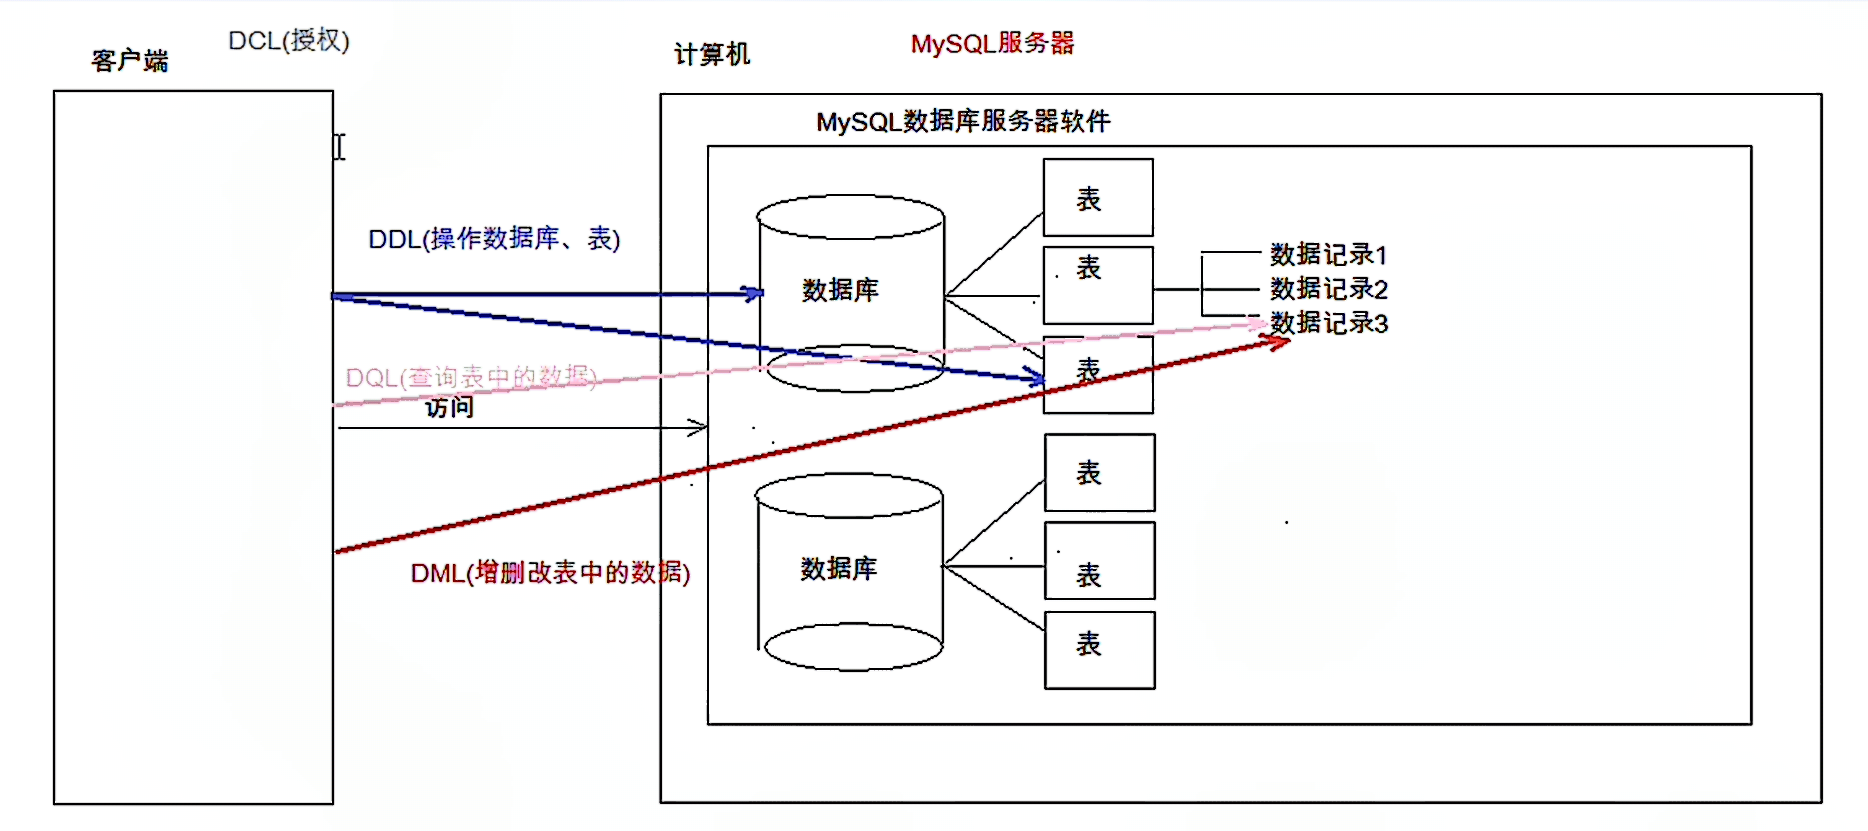 DCL(授权)
客户端
计算机
MySQL服务器
MySQL数据库服务器软件
表
DDL(操作数据库、表)
数据库
表
数据记录1
数据记录2
数据记录3
DQL(查询表中的数据)
表
访问
表
数据库
表
DML(增删改表中的数据)
表